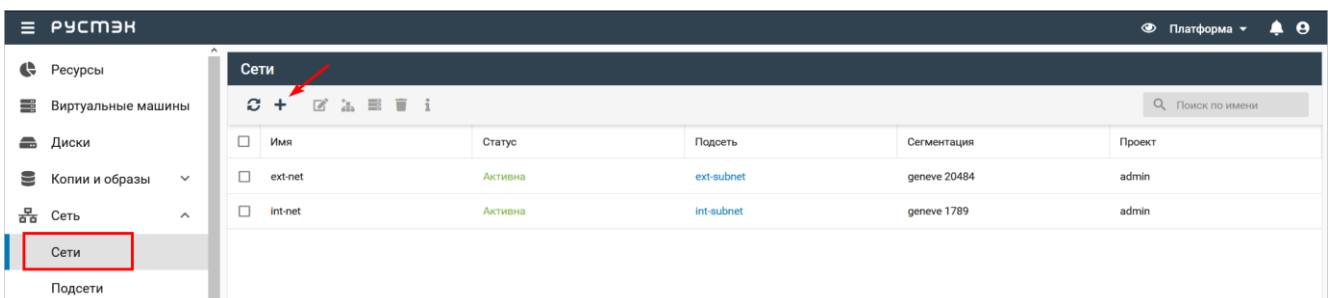 РУСТЭК
Платформа
Ресурсы
Виртуальные машины
Диски
Копии и образы
Сеть
Сети
Подсети
Сети
Поиск по имени
Имя Статус Подсеть Сегментация Проект
ext-net Активна ext-subnet geneve 20484 admin
int-net Активна int-subnet geneve 1789 admin